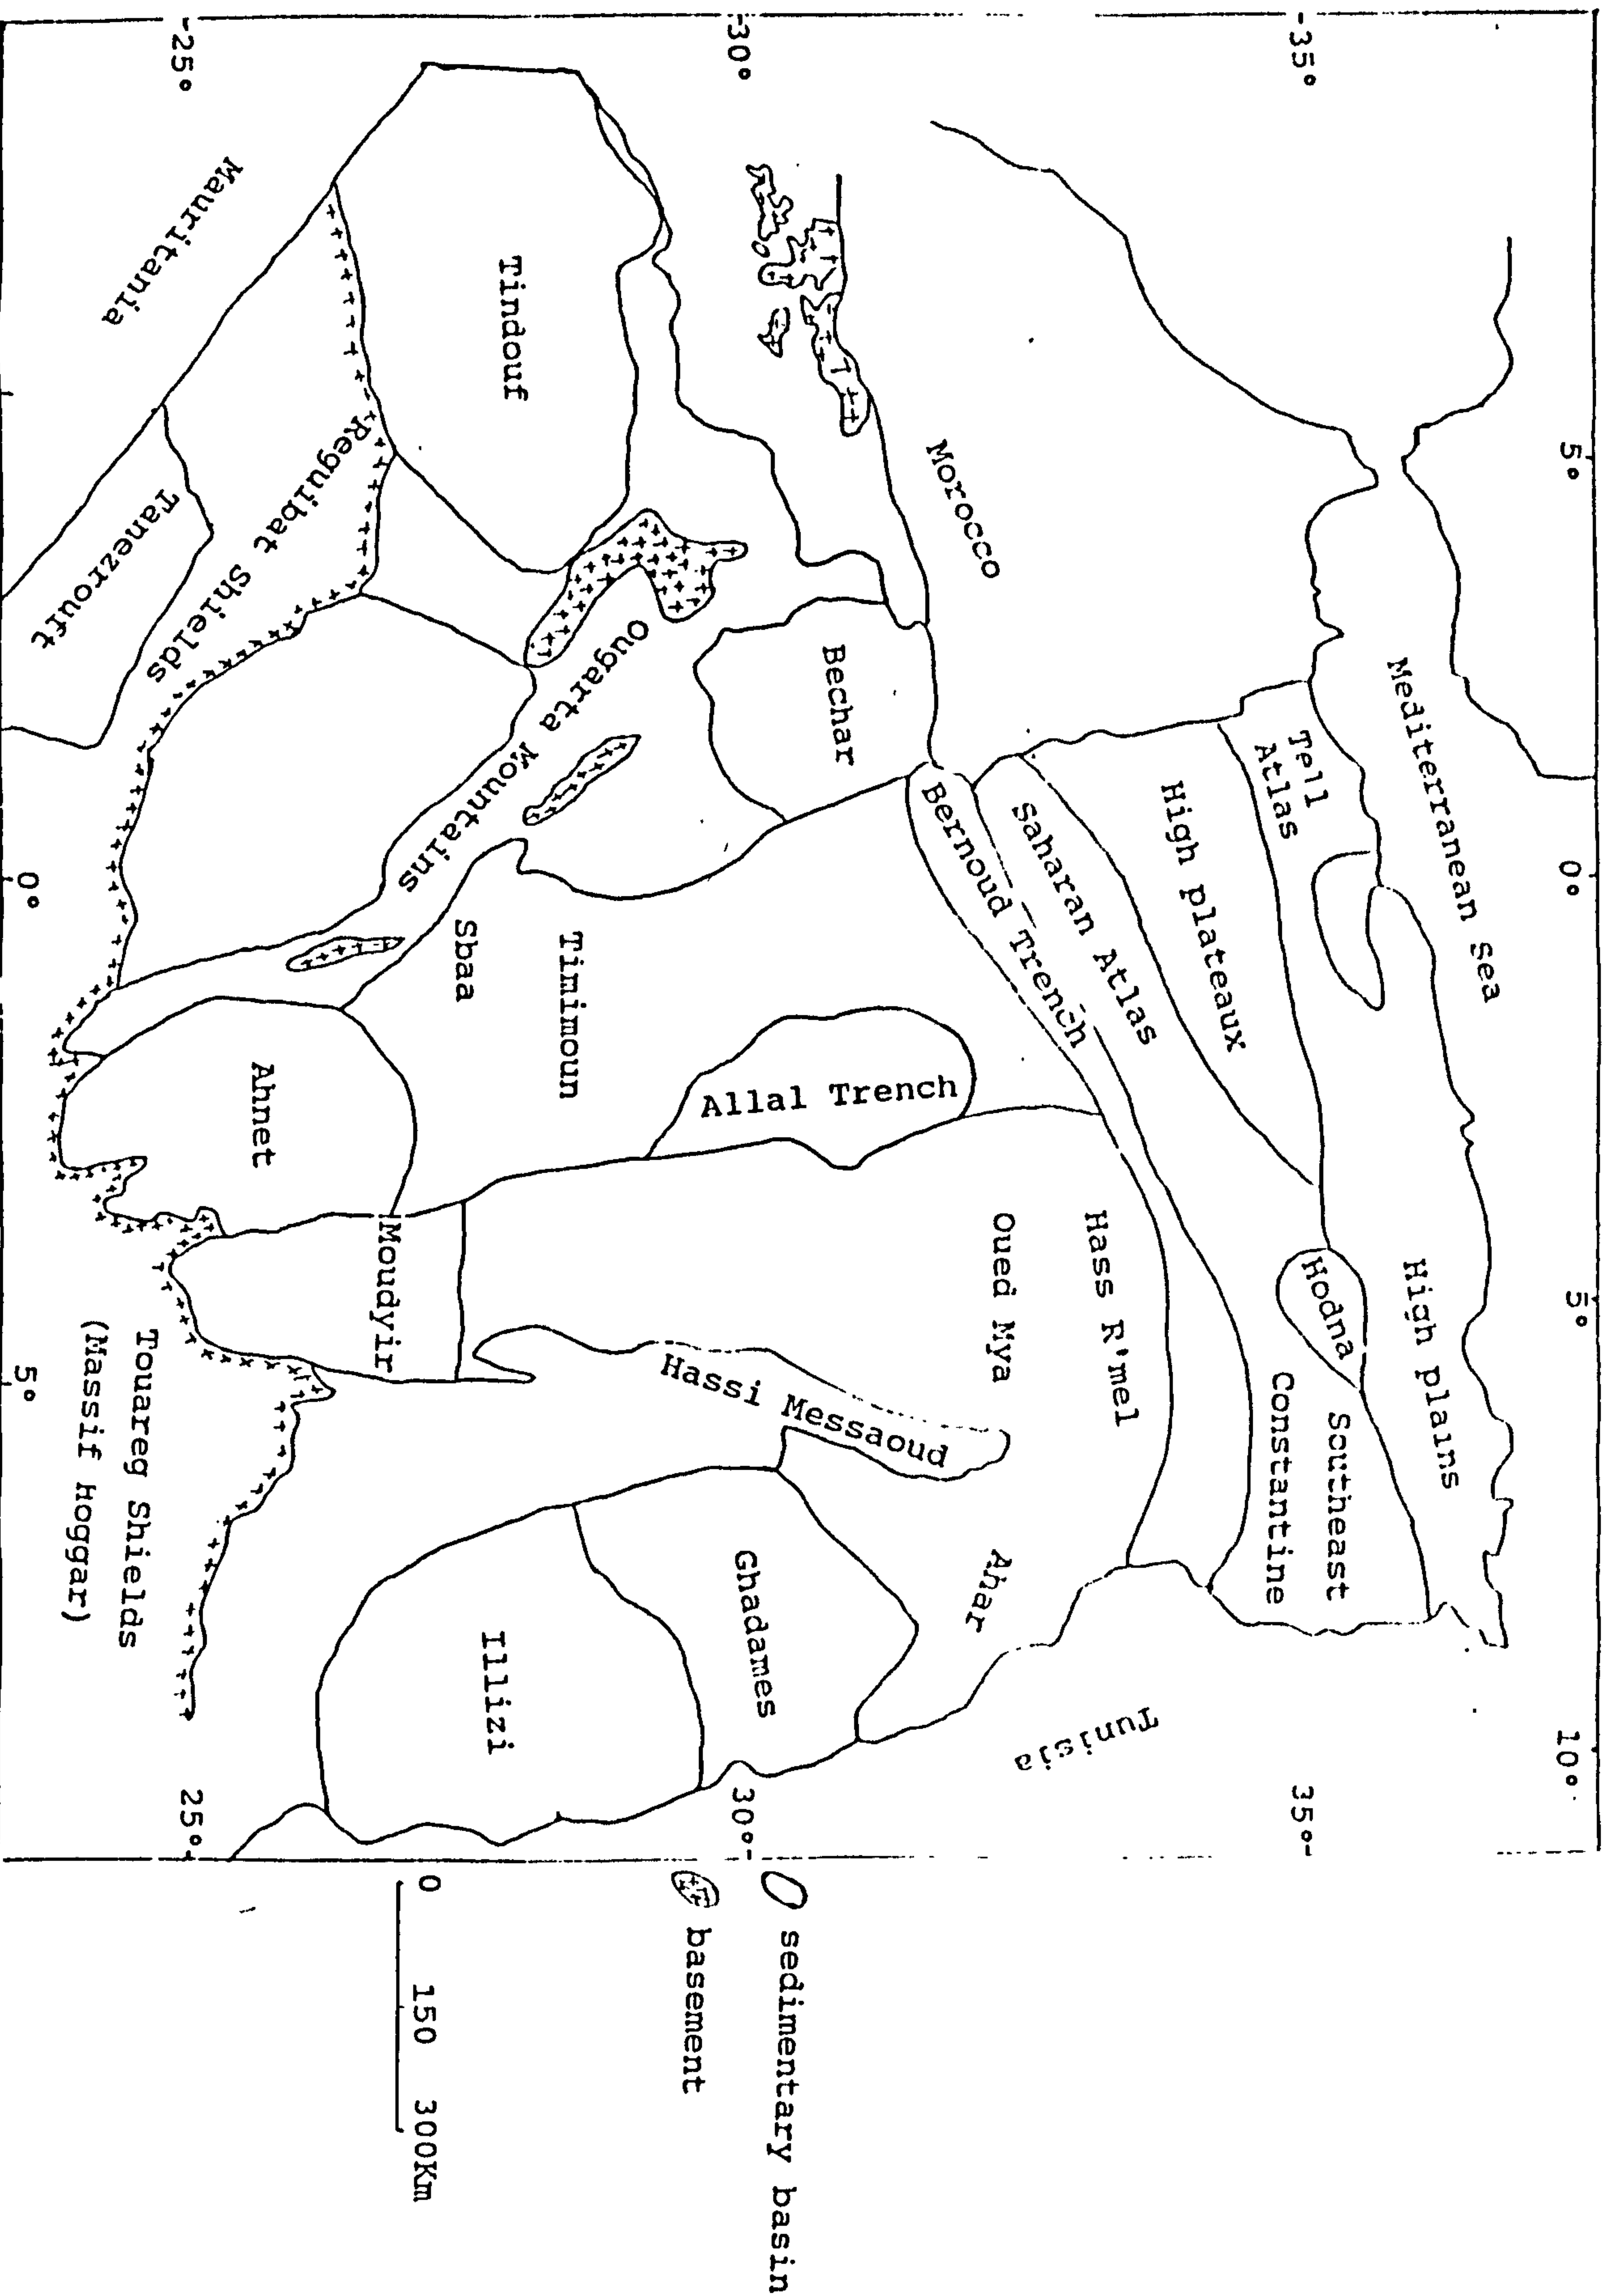 5°
0°
5°
10°
-35°
35°-
-30°
30°-
-25°
25°-
0°
5°
Mediterranean Sea
High plains
Tell
Atlas
High plateaux
Hodna
Southeast
Constantine
Saharan Atlas
Bernoud Trench
Morocco
Tunisia
Hass R'mel
Oued Mya
Ahar
Bechar
Allal Trench
Hassi Messaoud
Ghadames
Ougarta Mountains
Timimoun
Sbaa
Tindouf
Illizi
Moudyir
Ahnet
Reguibat Shields
Tanezrouft
Mauritania
Touareg Shields
(Massif Hoggar)
sedimentary basin
basement
0 150 300Km